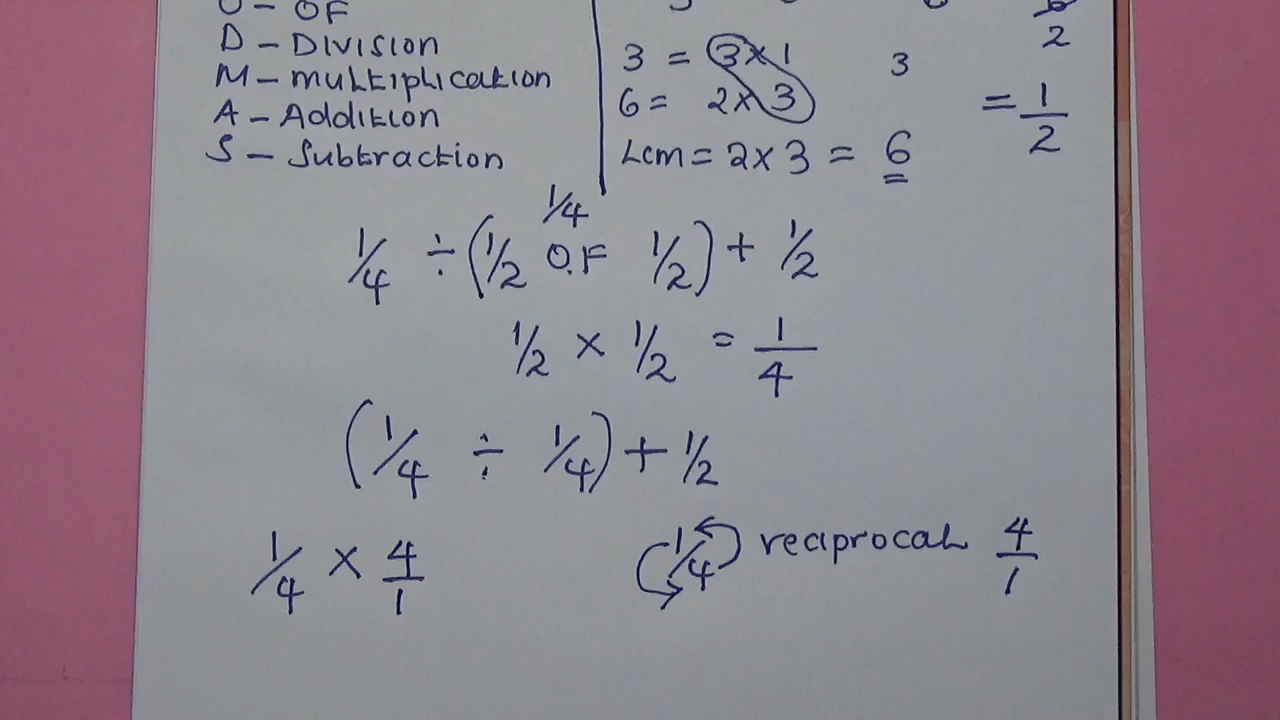 O – OF
D – Division
M – multiplication
A – Addition
S – Subtraction
3 = 3 x 1
6 = 2 x 3
Lcm = 2 x 3 = 6
3
2
= 1/2
1/4
1/4 ÷ (1/2 OF 1/2) + 1/2
1/2 x 1/2 = 1/4
(1/4 ÷ 1/4) + 1/2
1/4 x 4/1
1/4 reciprocal 4/1